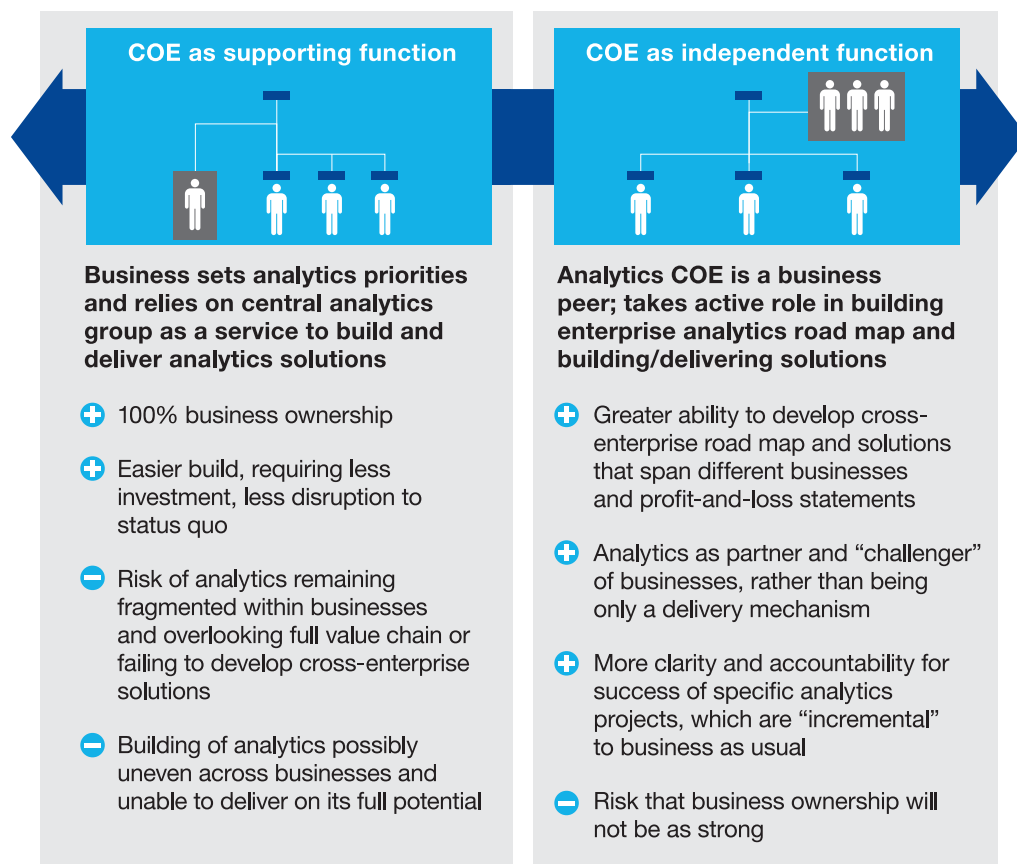 COE as supporting function
Business sets analytics priorities
and relies on central analytics
group as a service to build and
deliver analytics solutions
100% business ownership
Easier build, requiring less
investment, less disruption to
status quo
Risk of analytics remaining
fragmented within businesses
and overlooking full value chain or
failing to develop cross-enterprise
solutions
Building of analytics possibly
uneven across businesses and
unable to deliver on its full potential
COE as independent function
Analytics COE is a business
peer; takes active role in building
enterprise analytics road map and
building/delivering solutions
Greater ability to develop cross-
enterprise road map and solutions
that span different businesses
and profit-and-loss statements
Analytics as partner and “challenger”
of businesses, rather than being
only a delivery mechanism
More clarity and accountability for
success of specific analytics
projects, which are “incremental”
to business as usual
Risk that business ownership will
not be as strong